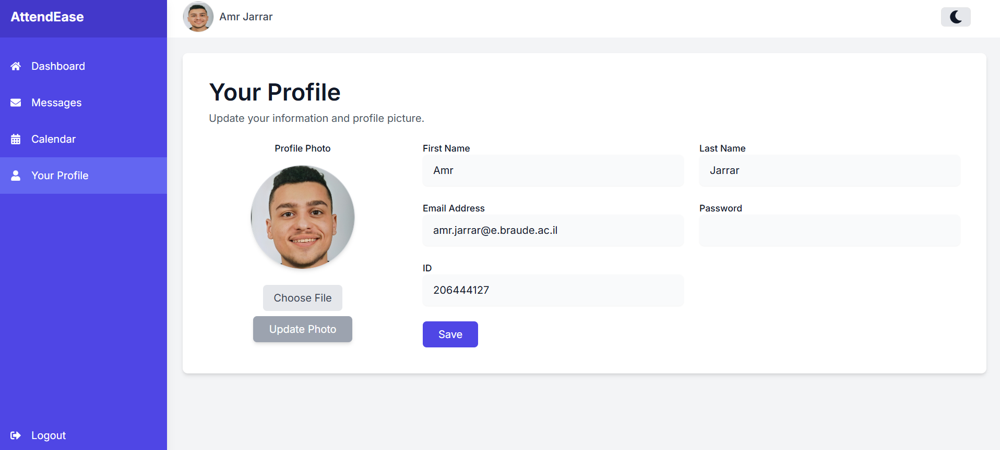 AttendEase
Amr Jarrar
Dashboard
Messages
Calendar
Your Profile
Logout
Your Profile
Update your information and profile picture.
Profile Photo
Choose File
Update Photo
First Name
Amr
Last Name
Jarrar
Email Address
amr.jarrar@e.braude.ac.il
Password
ID
206444127
Save